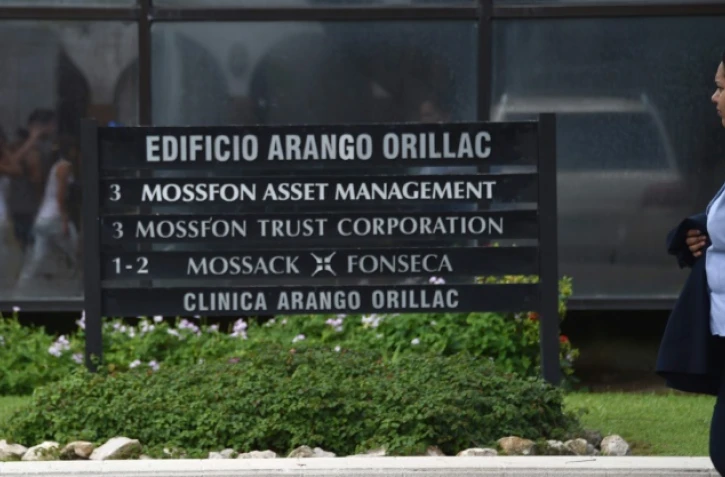 EDIFICIO ARANGO ORILLAC
3 MOSSFON ASSET MANAGEMENT
3 MOSSFON TRUST CORPORATION
1-2 MOSSACK FONSECA
CLINICA ARANGO ORILLAC